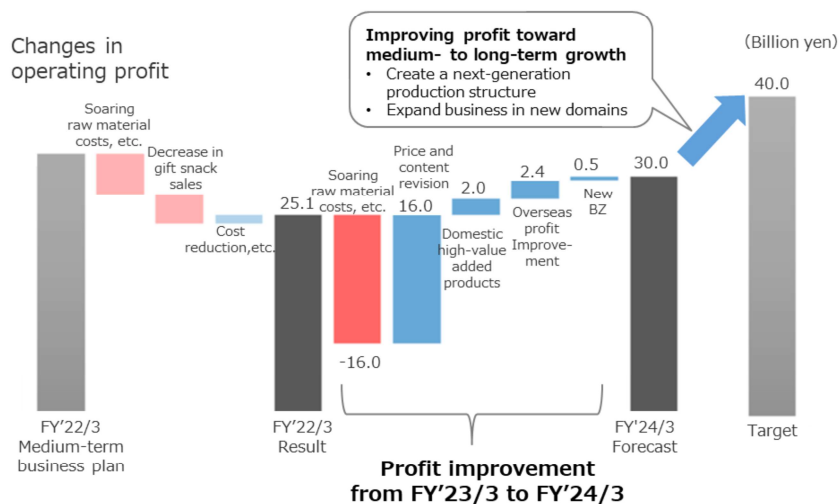 Changes in
operating profit
(Billion yen)
Improving profit toward
medium- to long-term growth
• Create a next-generation
production structure
• Expand business in new domains
Soaring
raw material
costs, etc.
Decrease in
gift snack
sales
Cost
reduction,etc.
25.1
Soaring
raw material
costs, etc.
-16.0
Price and
content
revision
16.0
2.0
Domestic
high-value
added
products
2.4
Overseas
profit
Improve-
ment
0.5
New
BZ
30.0
40.0
FY’22/3
Medium-term
business plan
FY’22/3
Result
FY'24/3
Forecast
Target
Profit improvement
from FY’23/3 to FY’24/3